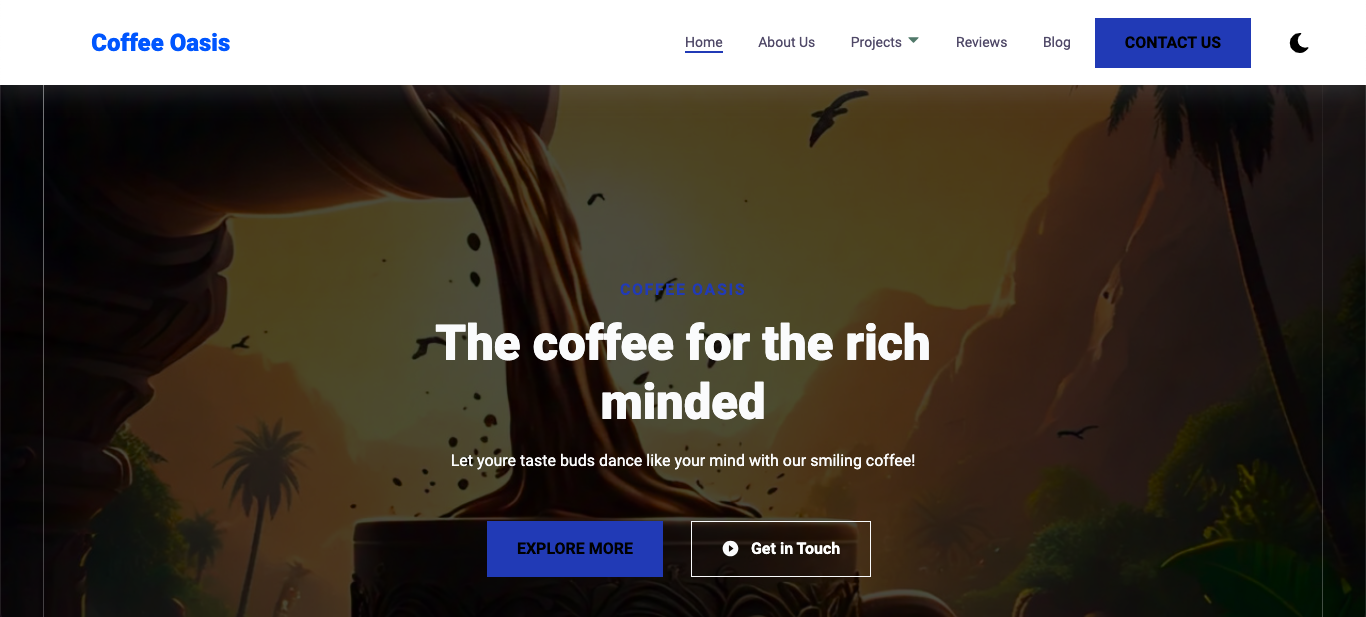 Coffee Oasis
Home
About Us
Projects
Reviews
Blog
CONTACT US
COFFEE OASIS
The coffee for the rich
minded
Let youre taste buds dance like your mind with our smiling coffee!
EXPLORE MORE
Get in Touch